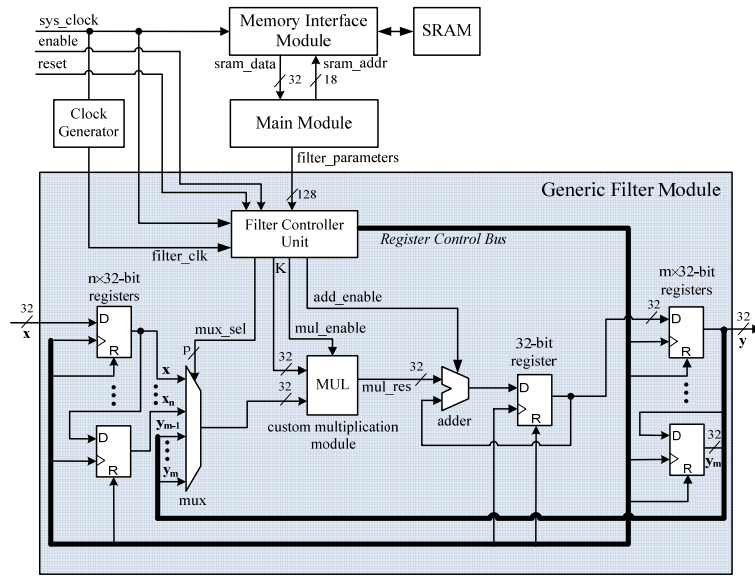 sys_clock
enable
reset
Memory Interface
Module
SRAM
sram_data
sram_addr
32
18
Clock
Generator
Main Module
filter_parameters
128
Generic Filter Module
Filter Controller
Unit
Register Control Bus
filter_clk
K
n×32-bit
registers
m×32-bit
registers
add_enable
mux_sel
mul_enable
p
32
x
D
R
x
xn
ym-1
ym
mux
32
32
MUL
mul_res
32
custom multiplication
module
adder
32-bit
register
D
R
32
D
R
32
y
D
R
D
R
32
ym